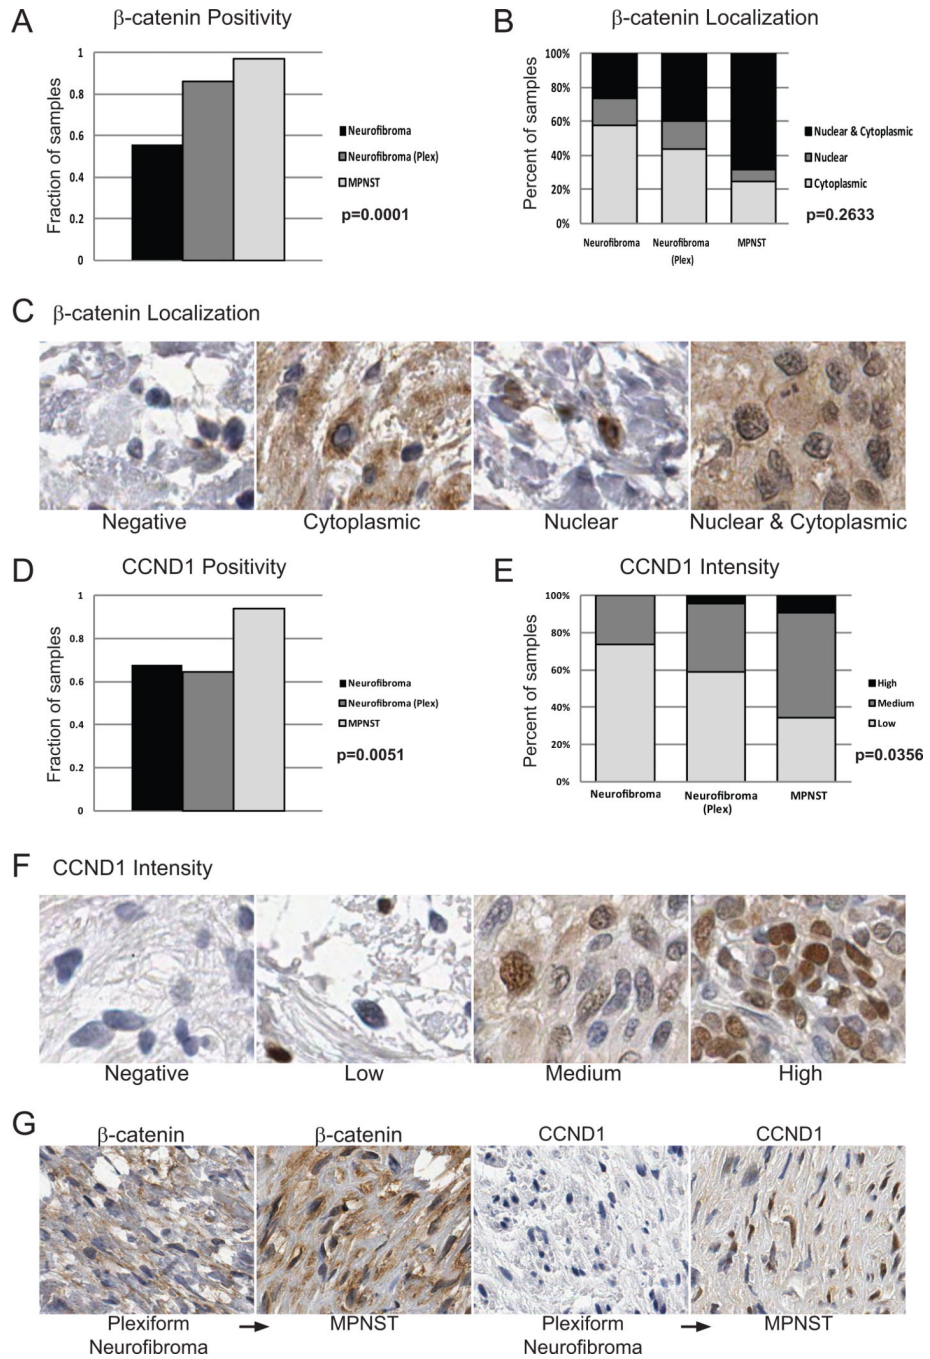 A
β-catenin Positivity
Fraction of samples
1
0.8
0.6
0.4
0.2
0
Neurofibroma
Neurofibroma (Plex)
MPNST
p=0.0001
B
β-catenin Localization
Percent of samples
100%
80%
60%
40%
20%
0%
Neurofibroma
Neurofibroma
(Plex)
MPNST
Nuclear & Cytoplasmic
Nuclear
Cytoplasmic
p=0.2633
C
β-catenin Localization
Negative
Cytoplasmic
Nuclear
Nuclear & Cytoplasmic
D
CCND1 Positivity
Fraction of samples
1
0.8
0.6
0.4
0.2
0
Neurofibroma
Neurofibroma (Plex)
MPNST
p=0.0051
E
CCND1 Intensity
Percent of samples
100%
80%
60%
40%
20%
0%
Neurofibroma
Neurofibroma
(Plex)
MPNST
High
Medium
Low
p=0.0356
F
CCND1 Intensity
Negative
Low
Medium
High
G
β-catenin
β-catenin
CCND1
CCND1
Plexiform
Neurofibroma
MPNST
Plexiform
Neurofibroma
MPNST